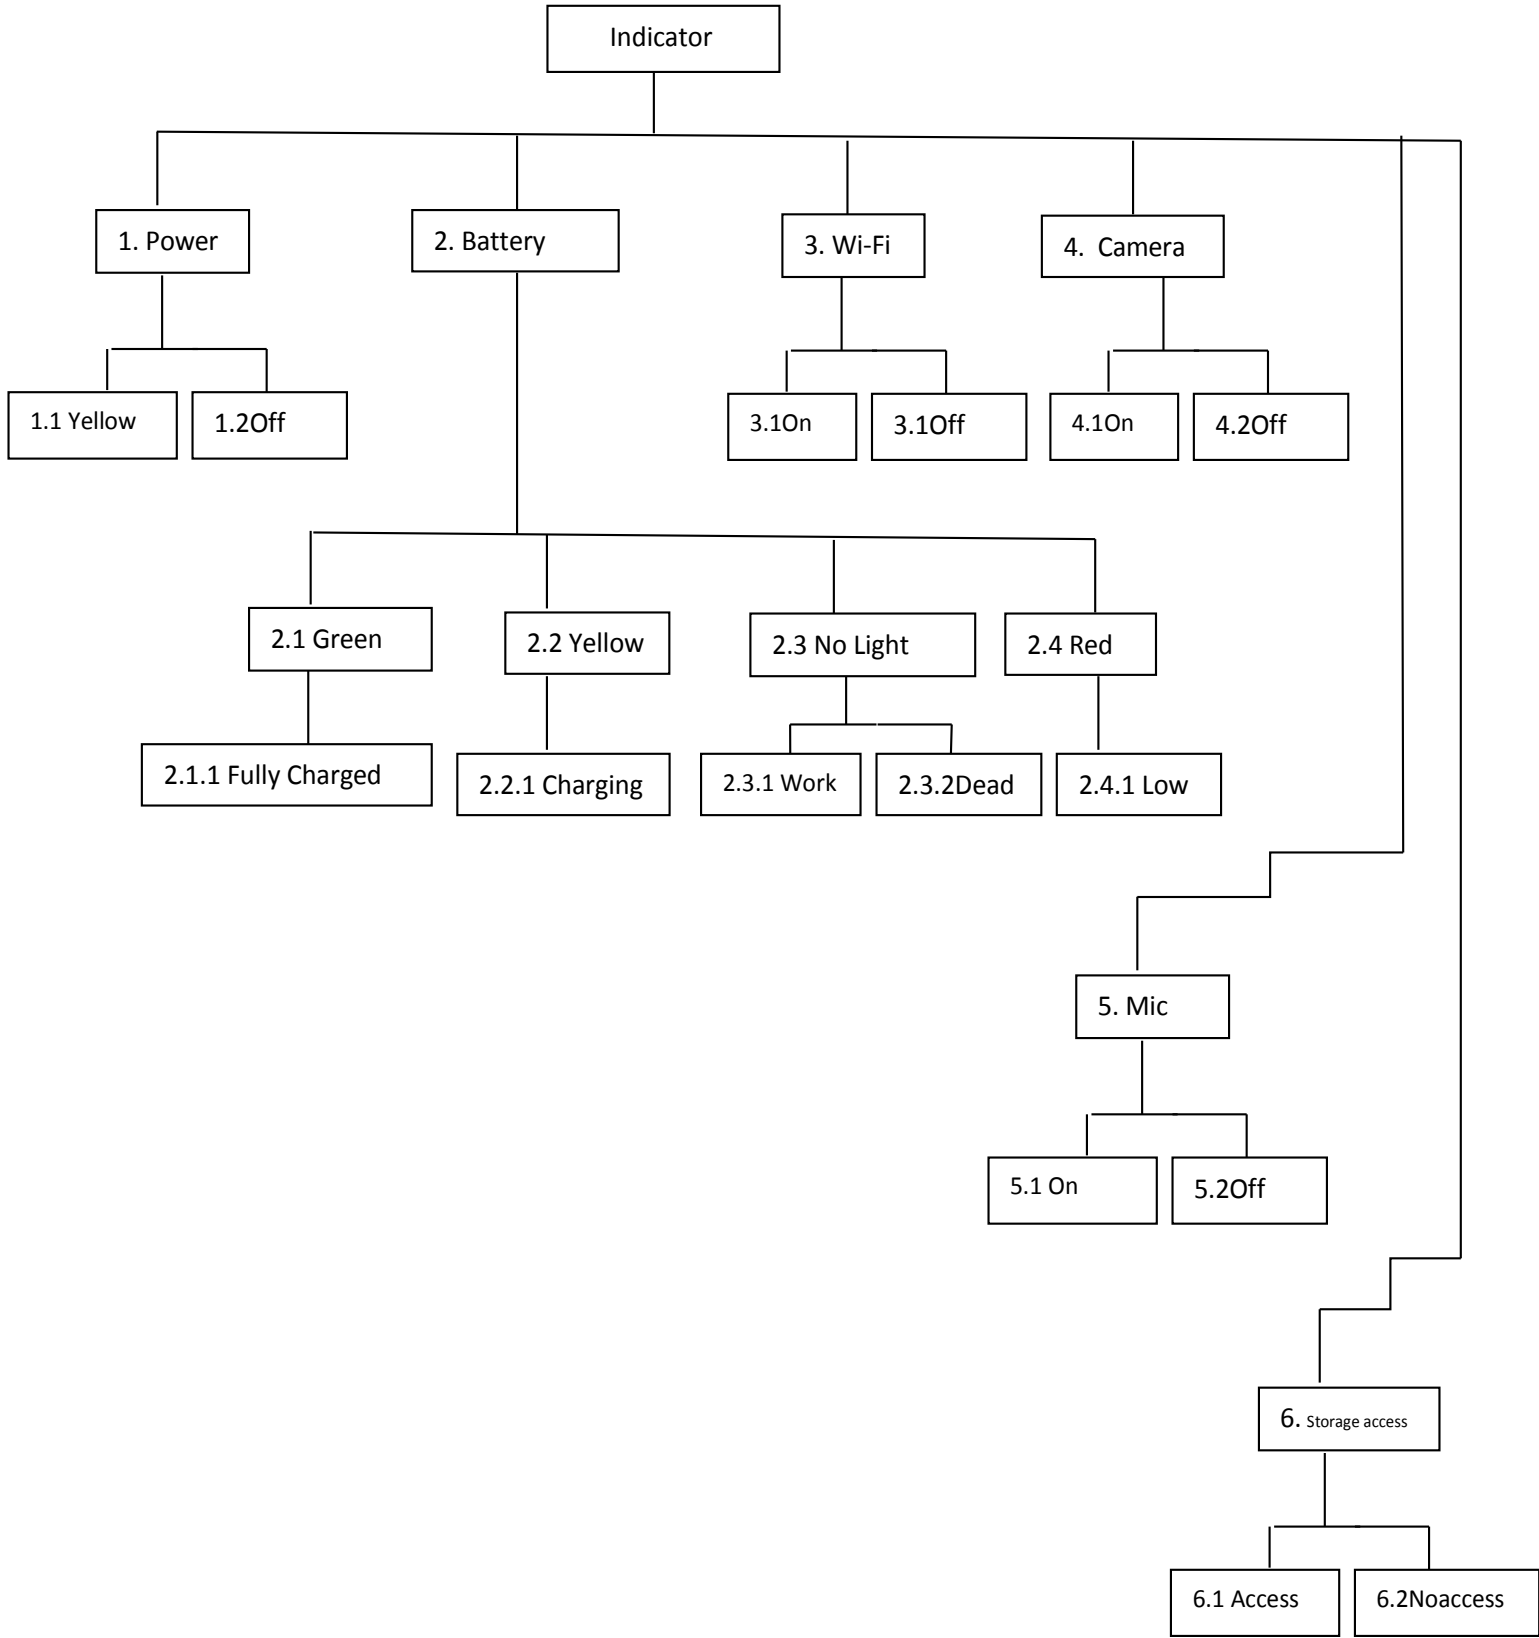 Indicator
1. Power
2. Battery
3. Wi-Fi
4. Camera
1.1 Yellow
1.2Off
3.1On
3.1Off
4.1On
4.2Off
2.1 Green
2.2 Yellow
2.3 No Light
2.4 Red
2.1.1 Fully Charged
2.2.1 Charging
2.3.1 Work
2.3.2Dead
2.4.1 Low
5. Mic
5.1 On
5.2Off
6. Storage access
6.1 Access
6.2Noaccess